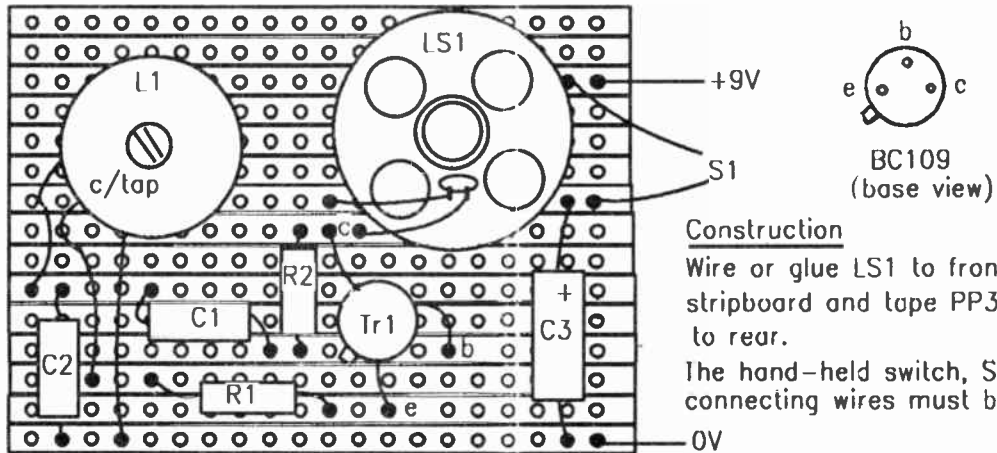 L1
LS1
c/tap
c
R2
C1
Tr1
b
C2
R1
e
+
C3
+9V
S1
0V
b
e
c
BC109
(base view)
Construction
Wire or glue LS1 to fron
stripboard and tape PP3
to rear.
The hand-held switch, S
connecting wires must b